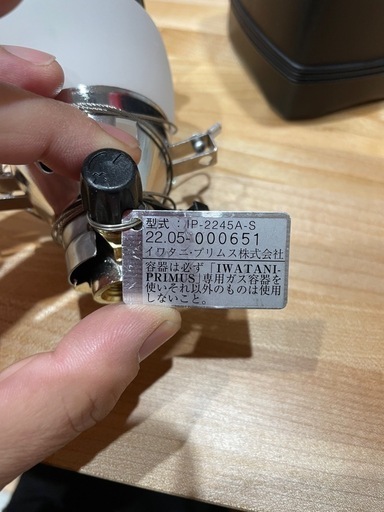 型式：IP-2245A-S
22.05-000651
イワタニ・プリムス株式会社
容器は必ず「IWATANI-
PRIMUS」専用ガス容器を
使いそれ以外のものは使用
しないこと。